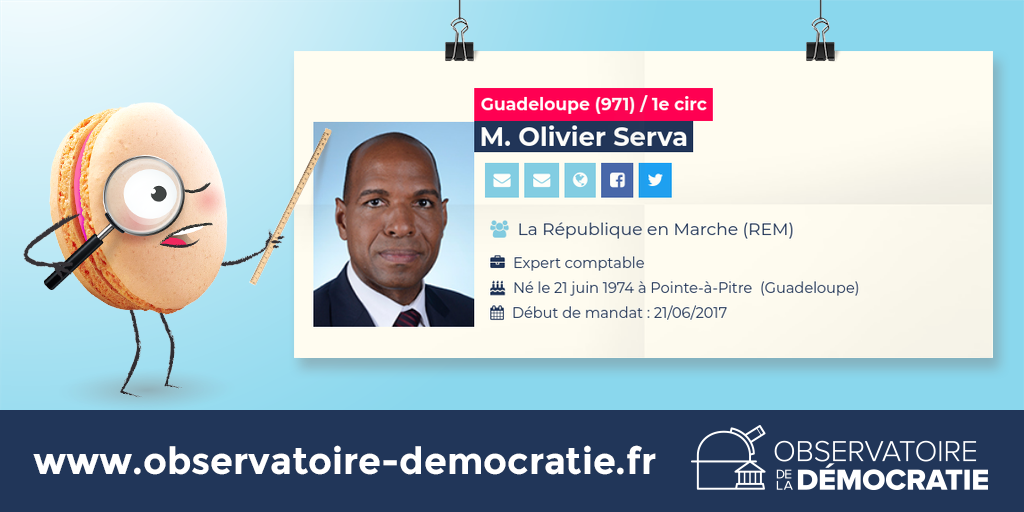 Guadeloupe (971) / 1e circ
M. Olivier Serva
La République en Marche (REM)
Expert comptable
Né le 21 juin 1974 à Pointe-à-Pitre (Guadeloupe)
Début de mandat : 21/06/2017
www.observatoire-democratie.fr
OBSERVATOIRE
DE LA DÉMOCRATIE